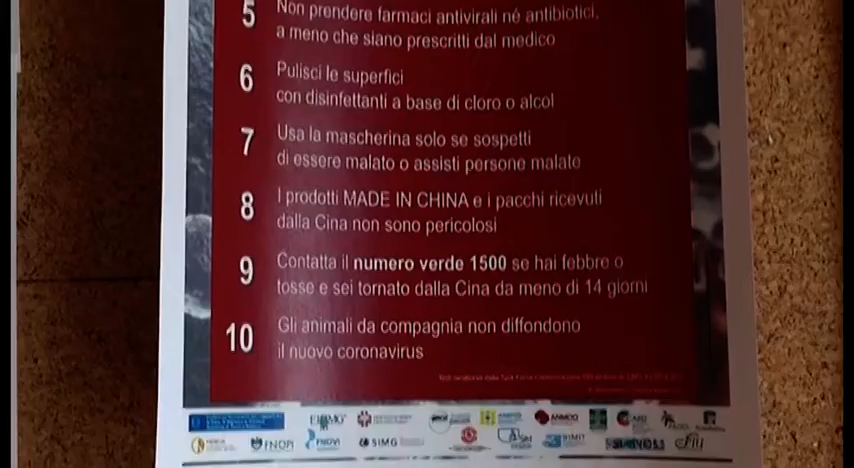 5 Non prendere farmaci antivirali né antibiotici,
a meno che siano prescritti dal medico
6 Pulisci le superfici
con disinfettanti a base di cloro o alcol
7 Usa la mascherina solo se sospetti
di essere malato o assisti persone malate
8 I prodotti MADE IN CHINA e i pacchi ricevuti
dalla Cina non sono pericolosi
9 Contatta il numero verde 1500 se hai febbre o
tosse e sei tornato dalla Cina da meno di 14 giorni
10 Gli animali da compagnia non diffondono
il nuovo coronavirus
FNOPI FNOVI SIMG